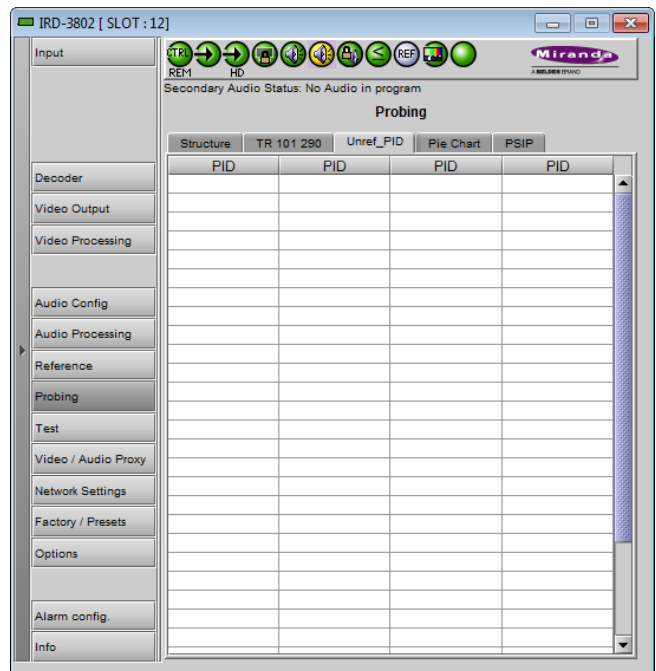 IRD-3802 [ SLOT : 12]
Input
CTRL
REF
REM HD
Miranda
A BELDEN BRAND
Secondary Audio Status: No Audio in program
Probing
Structure TR 101 290 Unref_PID Pie Chart PSIP
PID PID PID PID
Decoder
Video Output
Video Processing
Audio Config
Audio Processing
Reference
Probing
Test
Video / Audio Proxy
Network Settings
Factory / Presets
Options
Alarm config.
Info